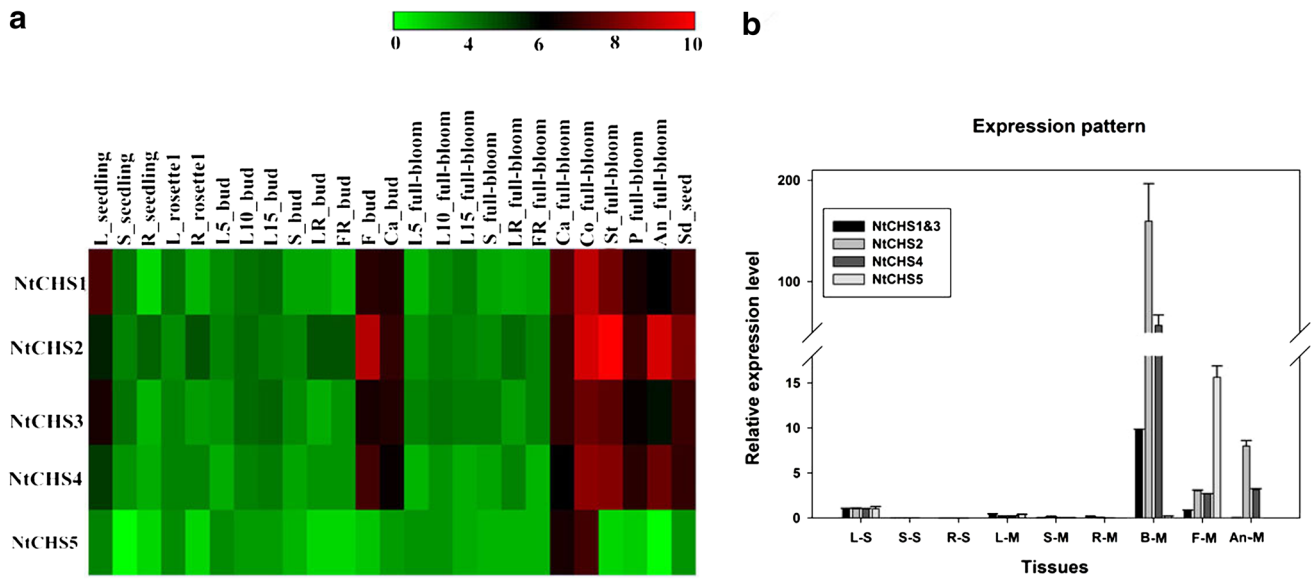 a
0 4 6 8 10
L_seedling
S_seedling
R_seedling
L_rosette1
R_rosette1
L5_bud
L10_bud
L15_bud
S_bud
LR_bud
FR_bud
F_bud
Ca_bud
L5_full-bloom
L10_full-bloom
L15_full-bloom
S_full-bloom
LR_full-bloom
FR_full-bloom
Ca_full-bloom
Co_full-bloom
St_full-bloom
P_full-bloom
An_full-bloom
Sd_seed
NtCHS1
NtCHS2
NtCHS3
NtCHS4
NtCHS5
b
Expression pattern
Relative expression level
200
100
15
10
5
0
NtCHS1&3
NtCHS2
NtCHS4
NtCHS5
L-S S-S R-S L-M S-M R-M B-M F-M An-M
Tissues